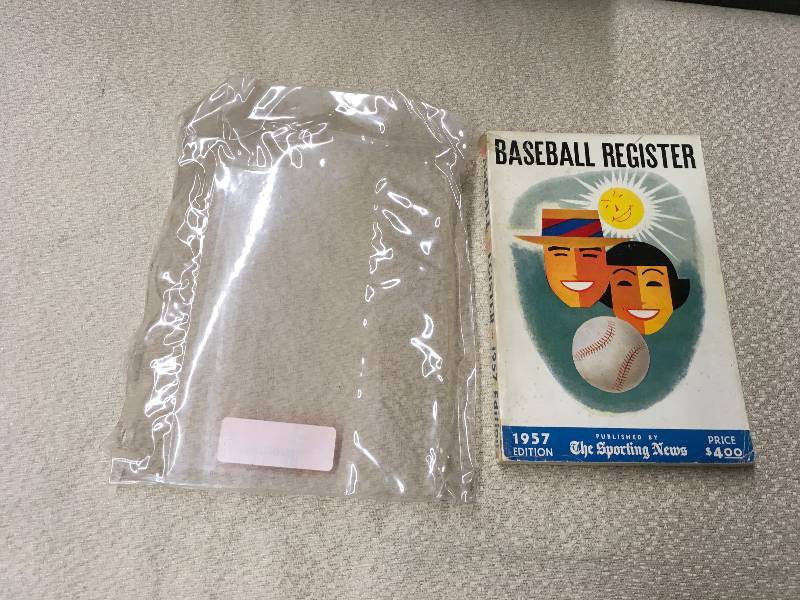 BASEBALL REGISTER
1957
EDITION
PUBLISHED BY
The Sporting News
PRICE
$4.00